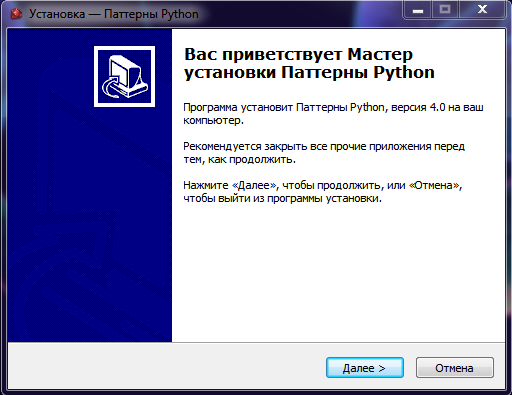 Установка — Паттерны Python
Вас приветствует Мастер
установки Паттерны Python
Программа установит Паттерны Python, версия 4.0 на ваш
компьютер.
Рекомендуется закрыть все прочие приложения перед
тем, как продолжить.
Нажмите «Далее», чтобы продолжить, или «Отмена»,
чтобы выйти из программы установки.
Далее >
Отмена